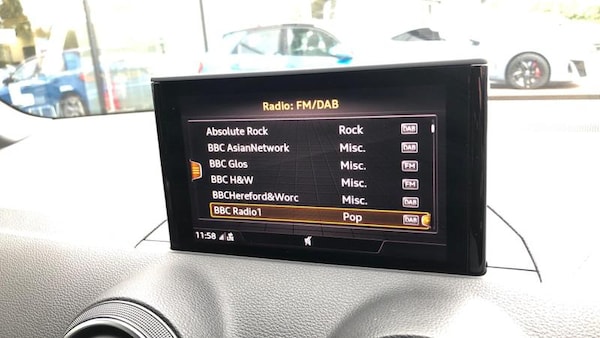 Radio: FM/DAB
Absolute Rock Rock DAB
BBC AsianNetwork Misc. DAB
BBC Glos Misc. FM
BBC H&W Misc. FM
BBCHereford&Worc Misc. DAB
BBC Radio1 Pop DAB
11:58